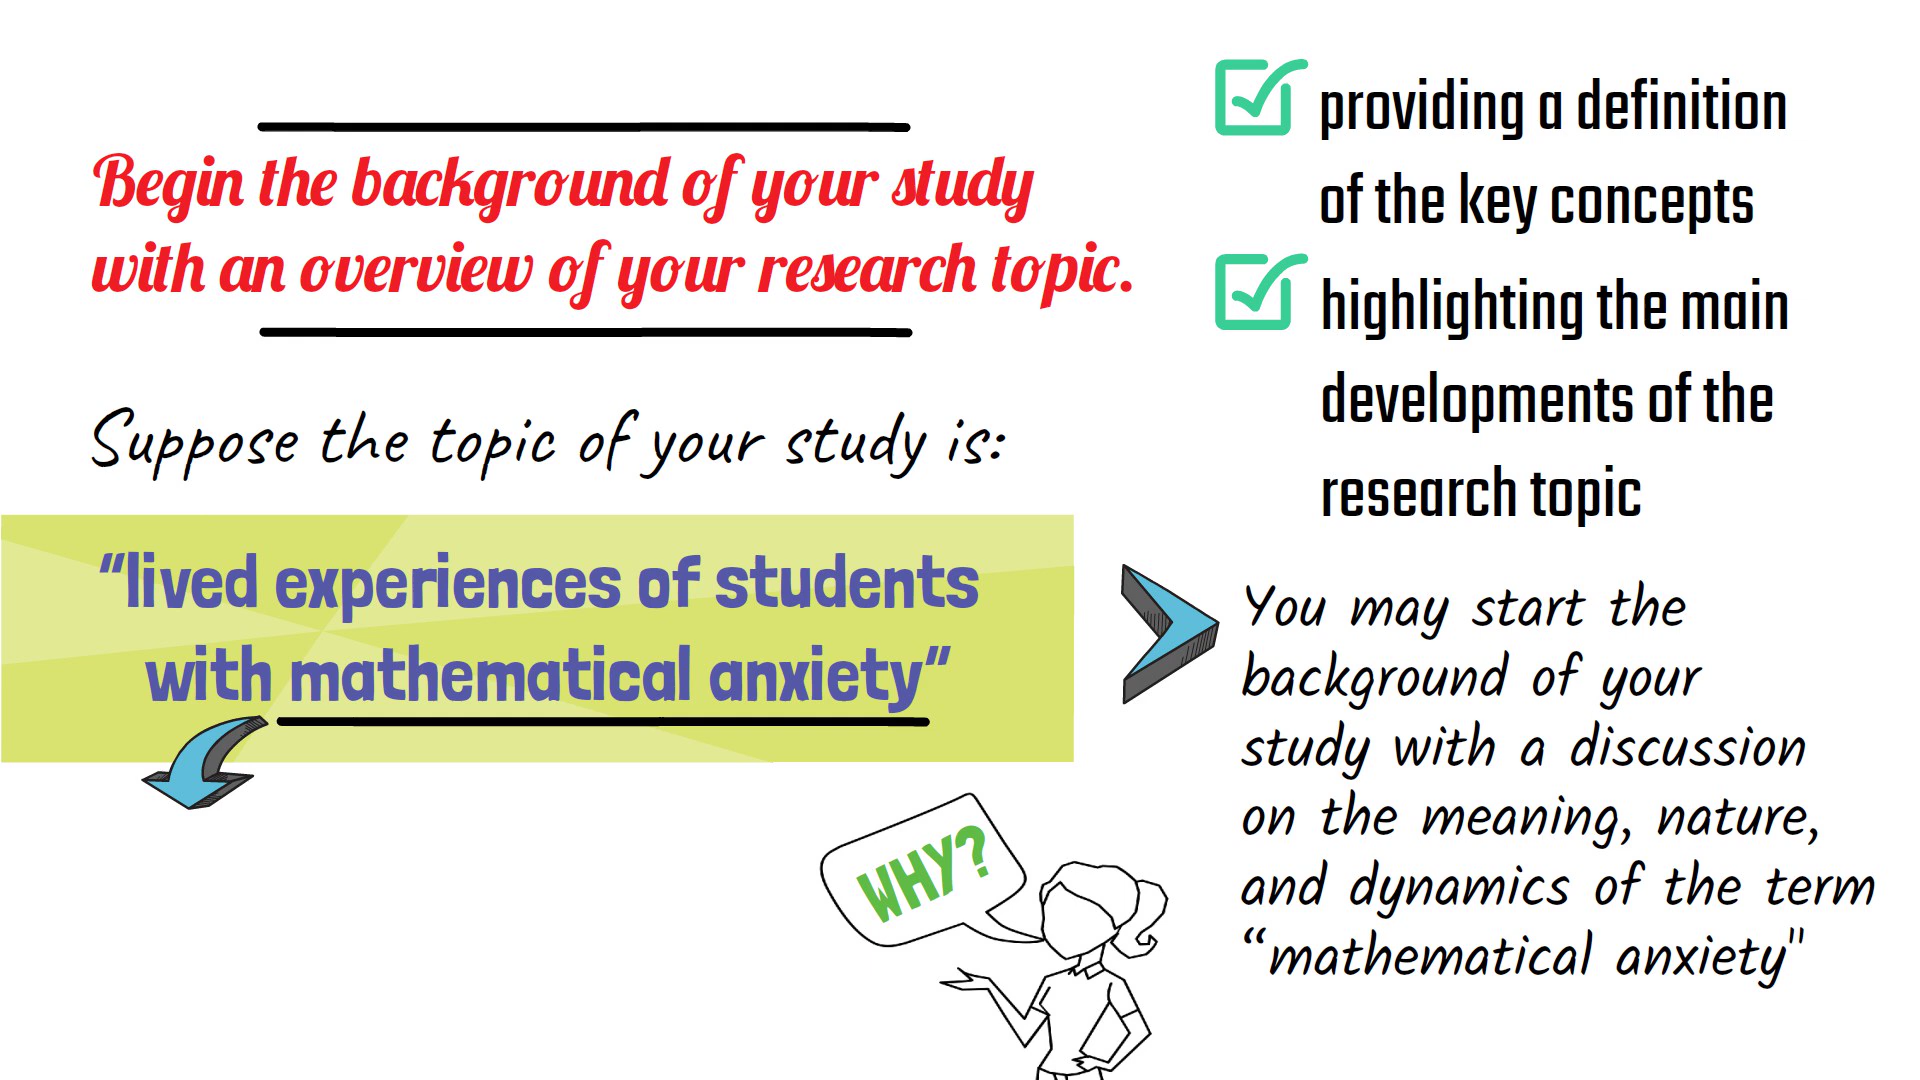 Begin the background of your study
with an overview of your research topic.
Suppose the topic of your study is:
"lived experiences of students
with mathematical anxiety"
WHY?
providing a definition
of the key concepts
highlighting the main
developments of the
research topic
You may start the
background of your
study with a discussion
on the meaning, nature,
and dynamics of the term
“mathematical anxiety"